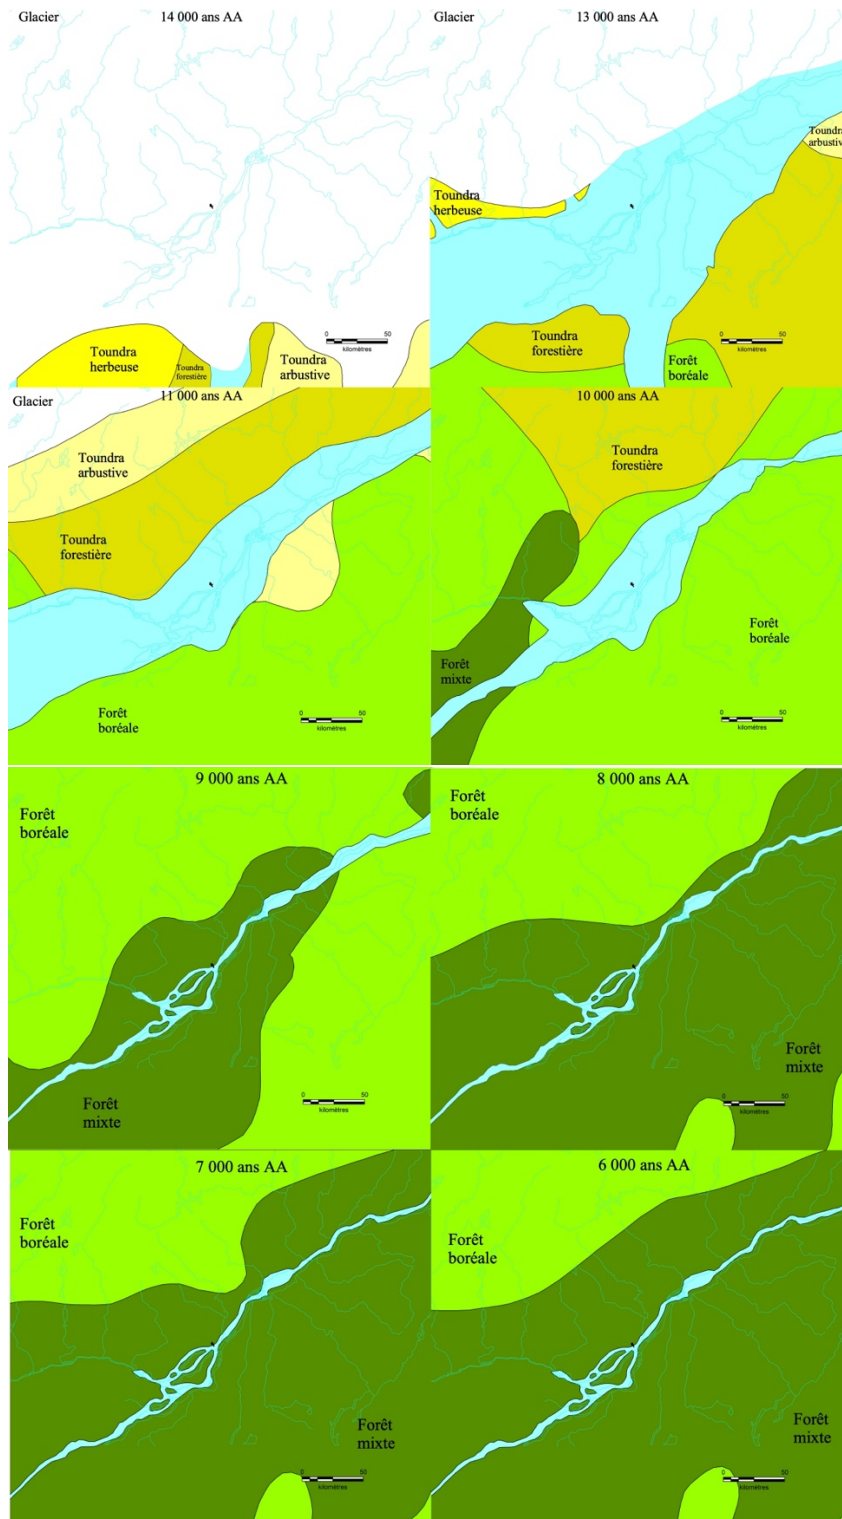 Glacier
14 000 ans AA
Toundra
herbeuse
Toundra
forestière
Toundra
arbustive
0
50
kilomètres
Glacier
13 000 ans AA
Toundra
arbustive
Toundra
herbeuse
Toundra
forestière
Forêt
boréale
0
50
kilomètres
Glacier
11 000 ans AA
Toundra
arbustive
Toundra
forestière
Forêt
boréale
0
50
kilomètres
10 000 ans AA
Toundra
forestière
Forêt
boréale
Forêt
mixte
0
50
kilomètres
9 000 ans AA
Forêt
boréale
Forêt
mixte
0
50
kilomètres
8 000 ans AA
Forêt
boréale
Forêt
mixte
0
50
kilomètres
7 000 ans AA
Forêt
boréale
Forêt
mixte
0
50
kilomètres
6 000 ans AA
Forêt
boréale
Forêt
mixte
0
50
kilomètres